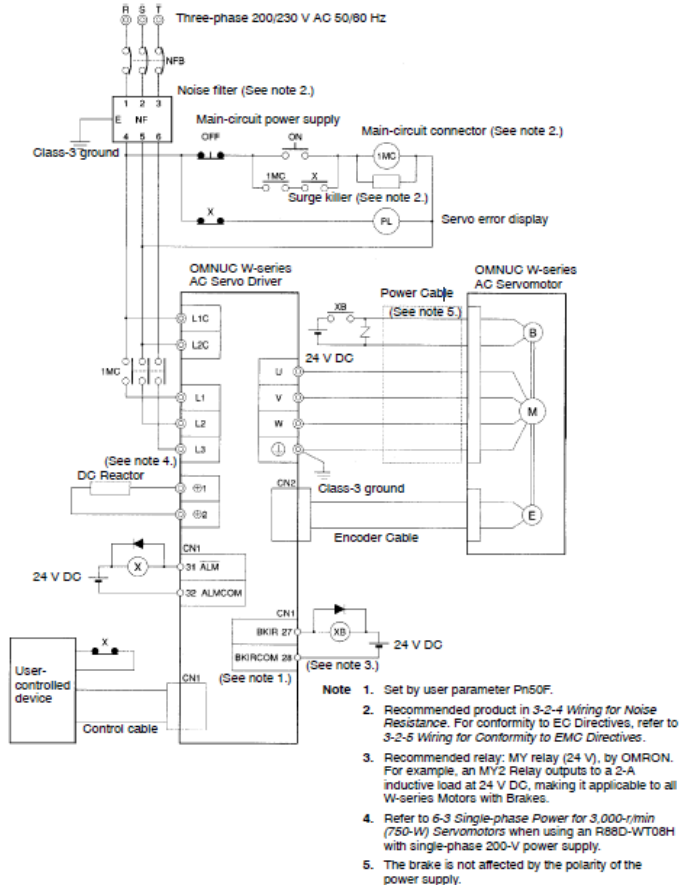 R S T
Three-phase 200/230 V AC 50/60 Hz
NFB
Noise filter (See note 2.)
1 2 3
E NF
4 5 6
Main-circuit power supply
OFF
ON
Main-circuit connector (See note 2.)
1MC
Class-3 ground
1MC X
Surge killer (See note 2.)
X
PL
Servo error display
OMNUC W-series
AC Servo Driver
OMNUC W-series
AC Servomotor
Power Cable
(See note 5.)
XB
24 V DC
B
L1C
L2C
1MC
U
V
W
M
L1
L2
L3
(See note 4.)
DC Reactor
⊕1
⊕2
CN2
Class-3 ground
E
Encoder Cable
CN1
X
31 ALM
24 V DC
32 ALMCOM
CN1
BKIR 27
XB
24 V DC
BKIRCOM 28
(See note 3.)
(See note 1.)
X
User-
controlled
device
CN1
Control cable
Note 1. Set by user parameter Pn50F.
2. Recommended product in 3-2-4 Wiring for Noise
Resistance. For conformity to EC Directives, refer to
3-2-5 Wiring for Conformity to EMC Directives.
3. Recommended relay: MY relay (24 V), by OMRON.
For example, an MY2 Relay outputs to a 2-A
inductive load at 24 V DC, making it applicable to all
W-series Motors with Brakes.
4. Refer to 6-3 Single-phase Power for 3,000-r/min
(750-W) Servomotors when using an R88D-WT08H
with single-phase 200-V power supply.
5. The brake is not affected by the polarity of the
power supply.